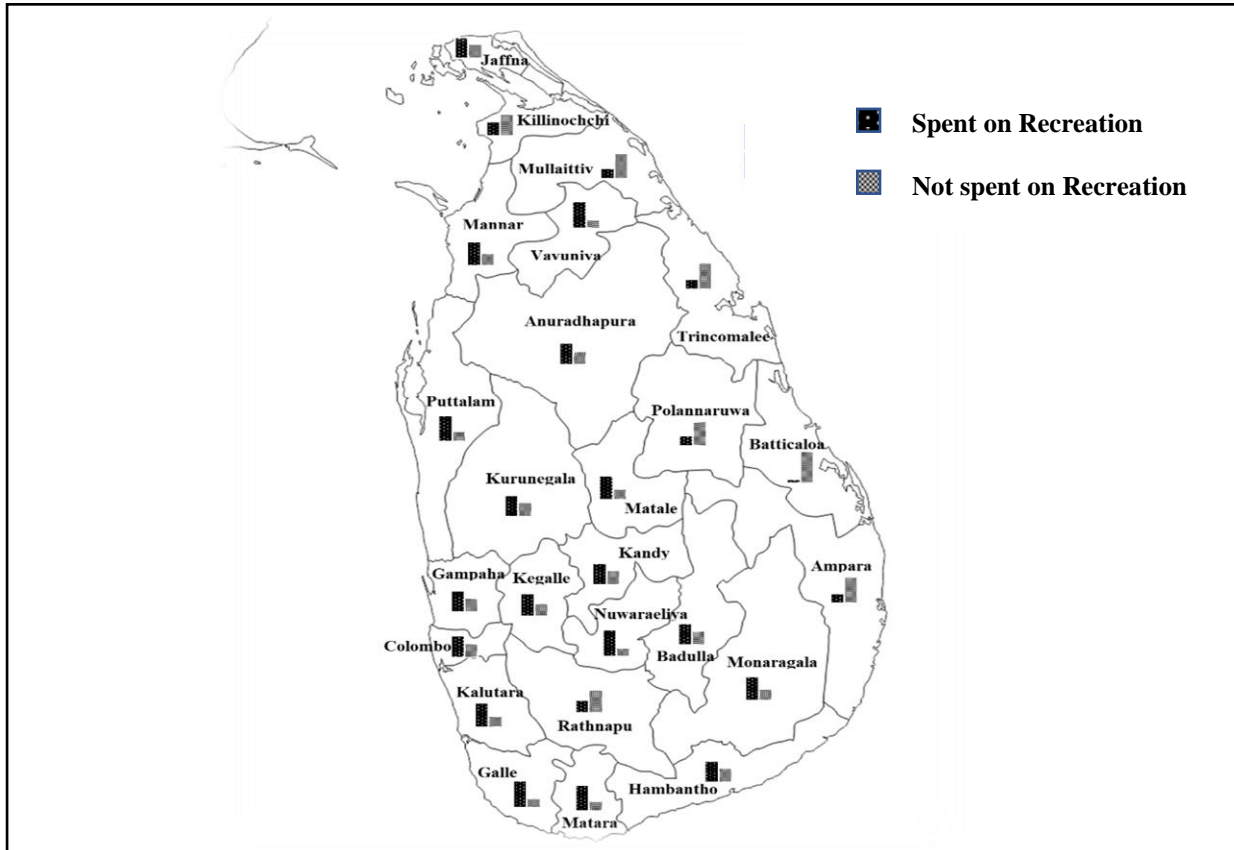 Jaffna
Killinochchi
Spent on Recreation
Mullaittiv
Not spent on Recreation
Mannar
Vavuniva
Anuradhapura
Trincomalee
Puttalam
Polannaruwa
Batticaloa
Kurunegala
Matale
Kandy
Ampara
Gampaha
Kegalle
Nuwaraeliya
Colombo
Badulla
Monaragala
Kalutara
Rathnapu
Galle
Hambantho
Matara